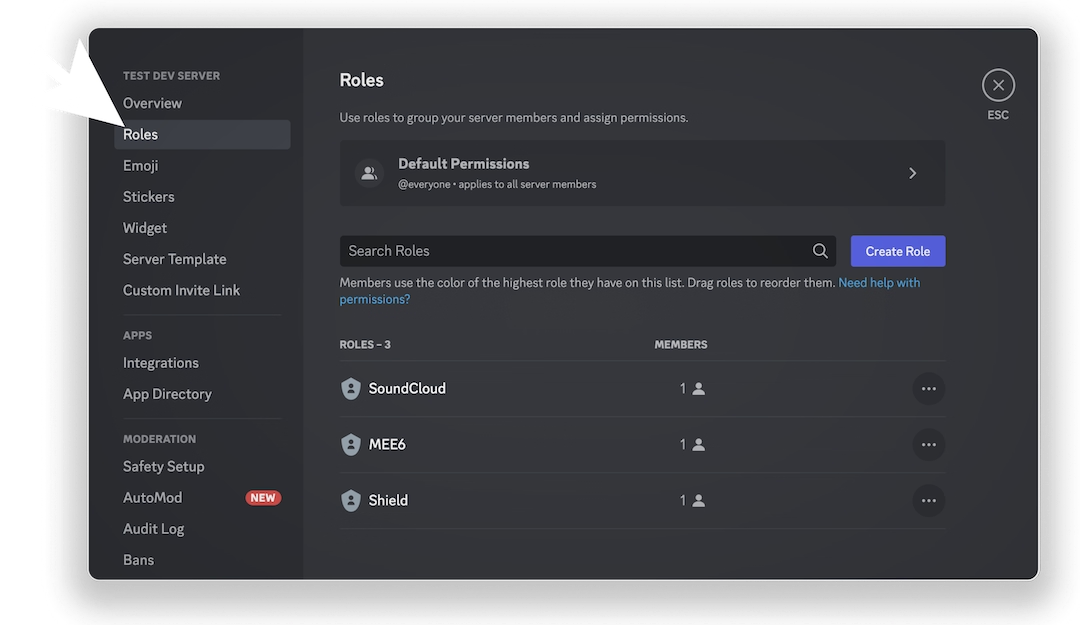 TEST DEV SERVER
Overview
Roles
Emoji
Stickers
Widget
Server Template
Custom Invite Link
APPS
Integrations
App Directory
MODERATION
Safety Setup
AutoMod NEW
Audit Log
Bans
Roles
Use roles to group your server members and assign permissions.
Default Permissions
@everyone • applies to all server members
Search Roles
Create Role
Members use the color of the highest role they have on this list. Drag roles to reorder them. Need help with
permissions?
ROLES – 3 MEMBERS
SoundCloud 1
MEE6 1
Shield 1
ESC